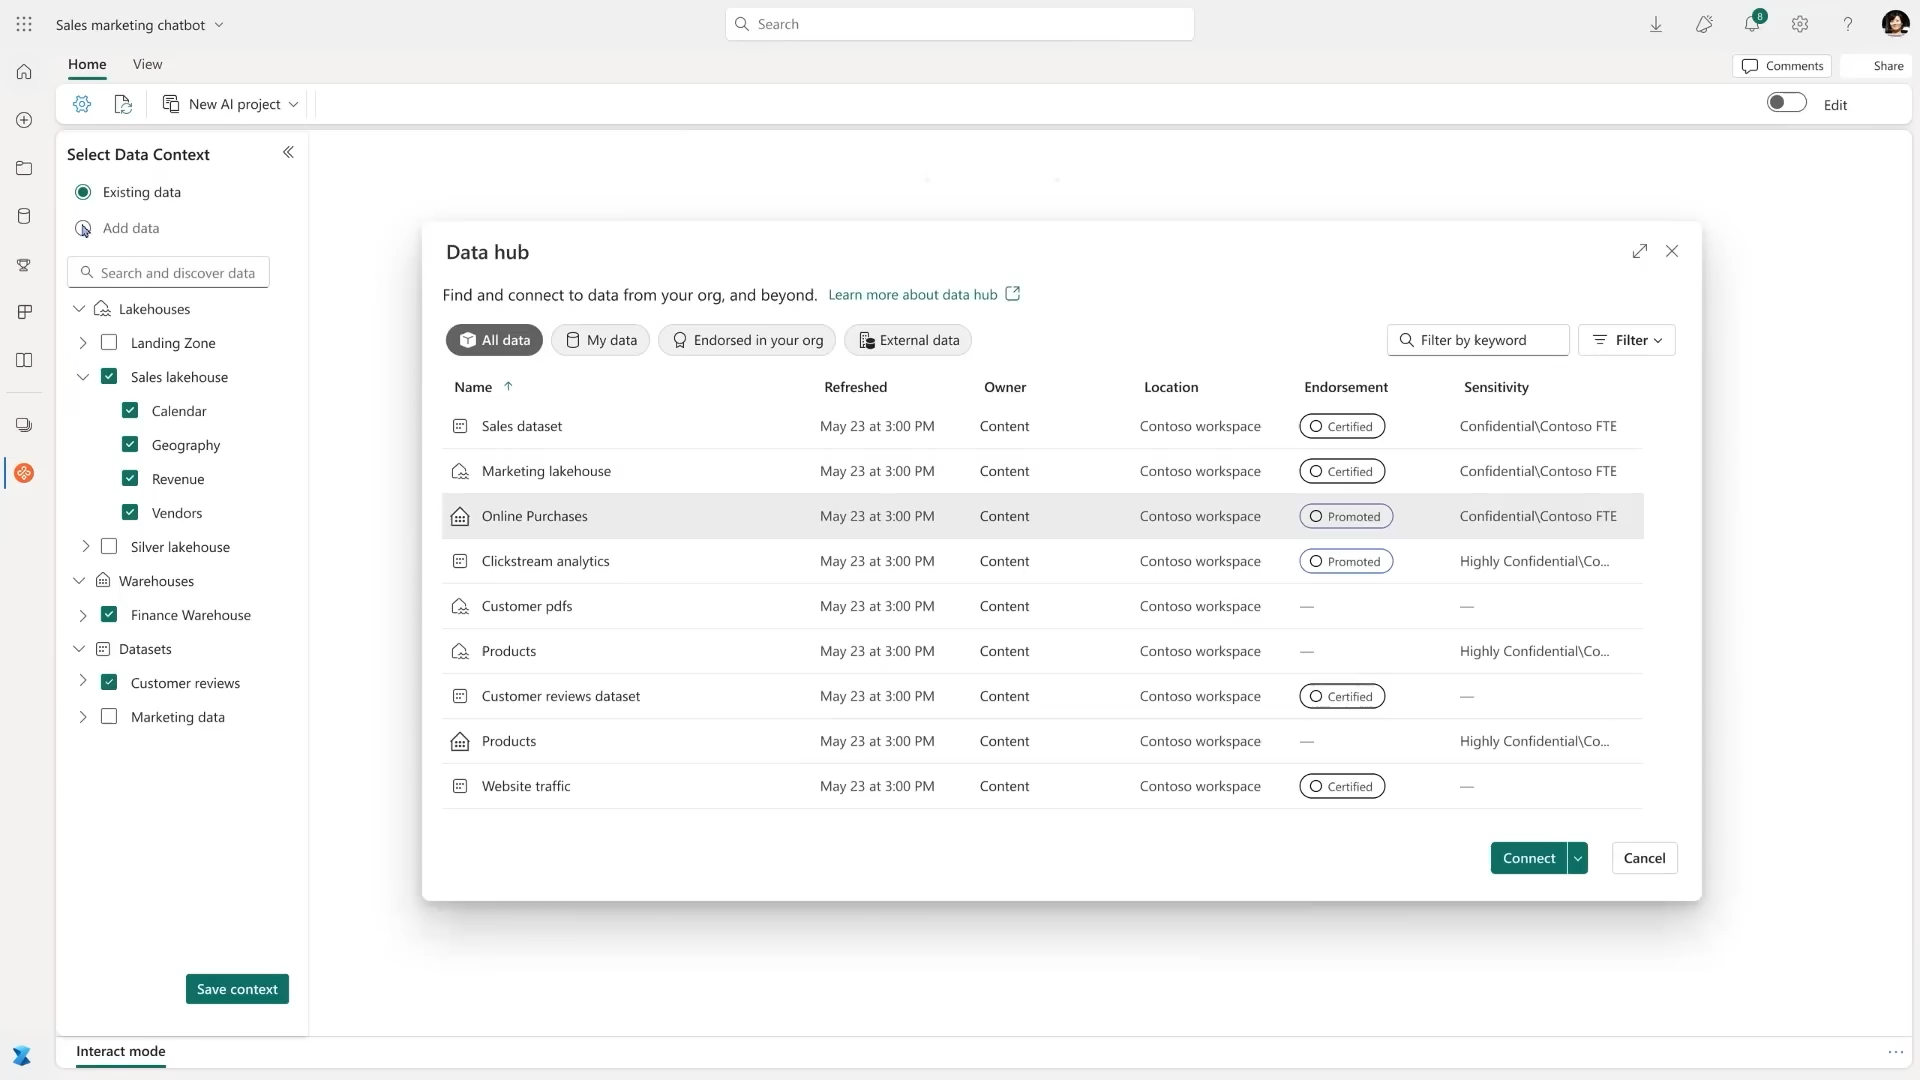 Sales marketing chatbot
Search
8
Home View
Comments Share
New AI project
Edit
Select Data Context
Existing data
Add data
Search and discover data
Lakehouses
Landing Zone
Sales lakehouse
Calendar
Geography
Revenue
Vendors
Silver lakehouse
Warehouses
Finance Warehouse
Datasets
Customer reviews
Marketing data
Save context
Data hub
Find and connect to data from your org, and beyond. Learn more about data hub
All data My data Endorsed in your org External data Filter by keyword Filter
Name Refreshed Owner Location Endorsement Sensitivity
Sales dataset May 23 at 3:00 PM Content Contoso workspace Certified Confidential\Contoso FTE
Marketing lakehouse May 23 at 3:00 PM Content Contoso workspace Certified Confidential\Contoso FTE
Online Purchases May 23 at 3:00 PM Content Contoso workspace Promoted Confidential\Contoso FTE
Clickstream analytics May 23 at 3:00 PM Content Contoso workspace Promoted Highly Confidential\Co...
Customer pdfs May 23 at 3:00 PM Content Contoso workspace — —
Products May 23 at 3:00 PM Content Contoso workspace — Highly Confidential\Co...
Customer reviews dataset May 23 at 3:00 PM Content Contoso workspace Certified —
Products May 23 at 3:00 PM Content Contoso workspace — Highly Confidential\Co...
Website traffic May 23 at 3:00 PM Content Contoso workspace Certified —
Connect Cancel
Interact mode